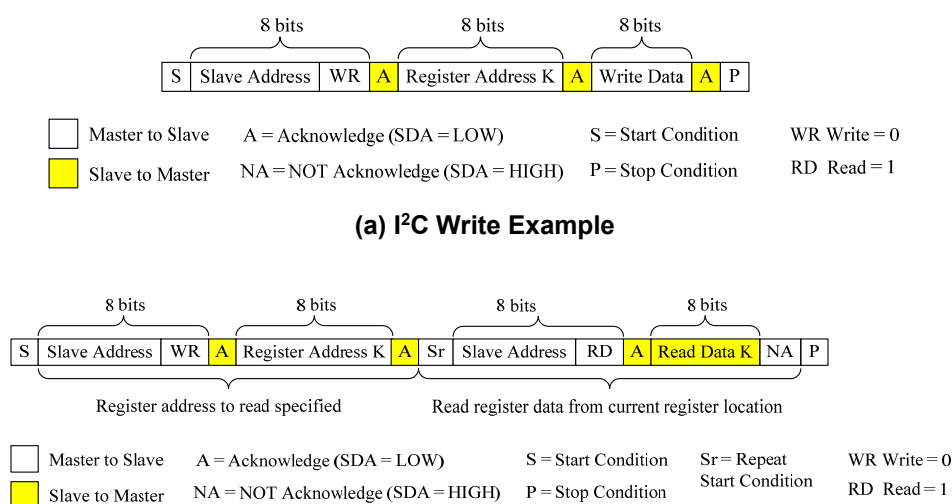 8 bits 8 bits 8 bits
S Slave Address WR A Register Address K A Write Data A P
Master to Slave A = Acknowledge (SDA = LOW) S = Start Condition WR Write = 0
Slave to Master NA = NOT Acknowledge (SDA = HIGH) P = Stop Condition RD Read = 1
(a) I²C Write Example
8 bits 8 bits 8 bits 8 bits
S Slave Address WR A Register Address K A Sr Slave Address RD A Read Data K NA P
Register address to read specified Read register data from current register location
Master to Slave A = Acknowledge (SDA = LOW) S = Start Condition Sr = Repeat WR Write = 0
Start Condition
Slave to Master NA = NOT Acknowledge (SDA = HIGH) P = Stop Condition RD Read = 1